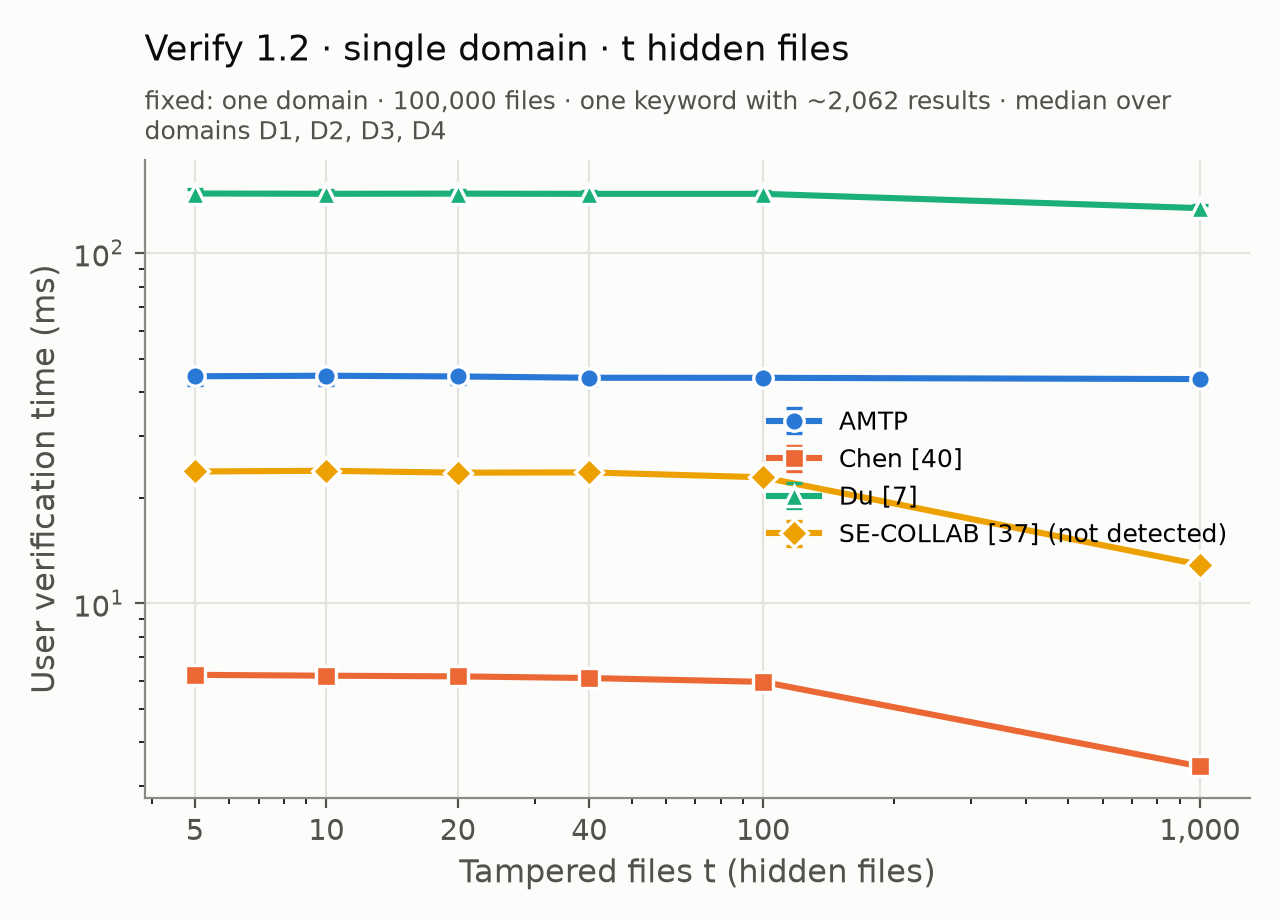 Verify 1.2 · single domain · t hidden files
fixed: one domain · 100,000 files · one keyword with ~2,062 results · median over
domains D1, D2, D3, D4
User verification time (ms)
10²
10¹
AMTP
Chen [40]
Du [7]
SE-COLLAB [37] (not detected)
5 10 20 40 100 1,000
Tampered files t (hidden files)